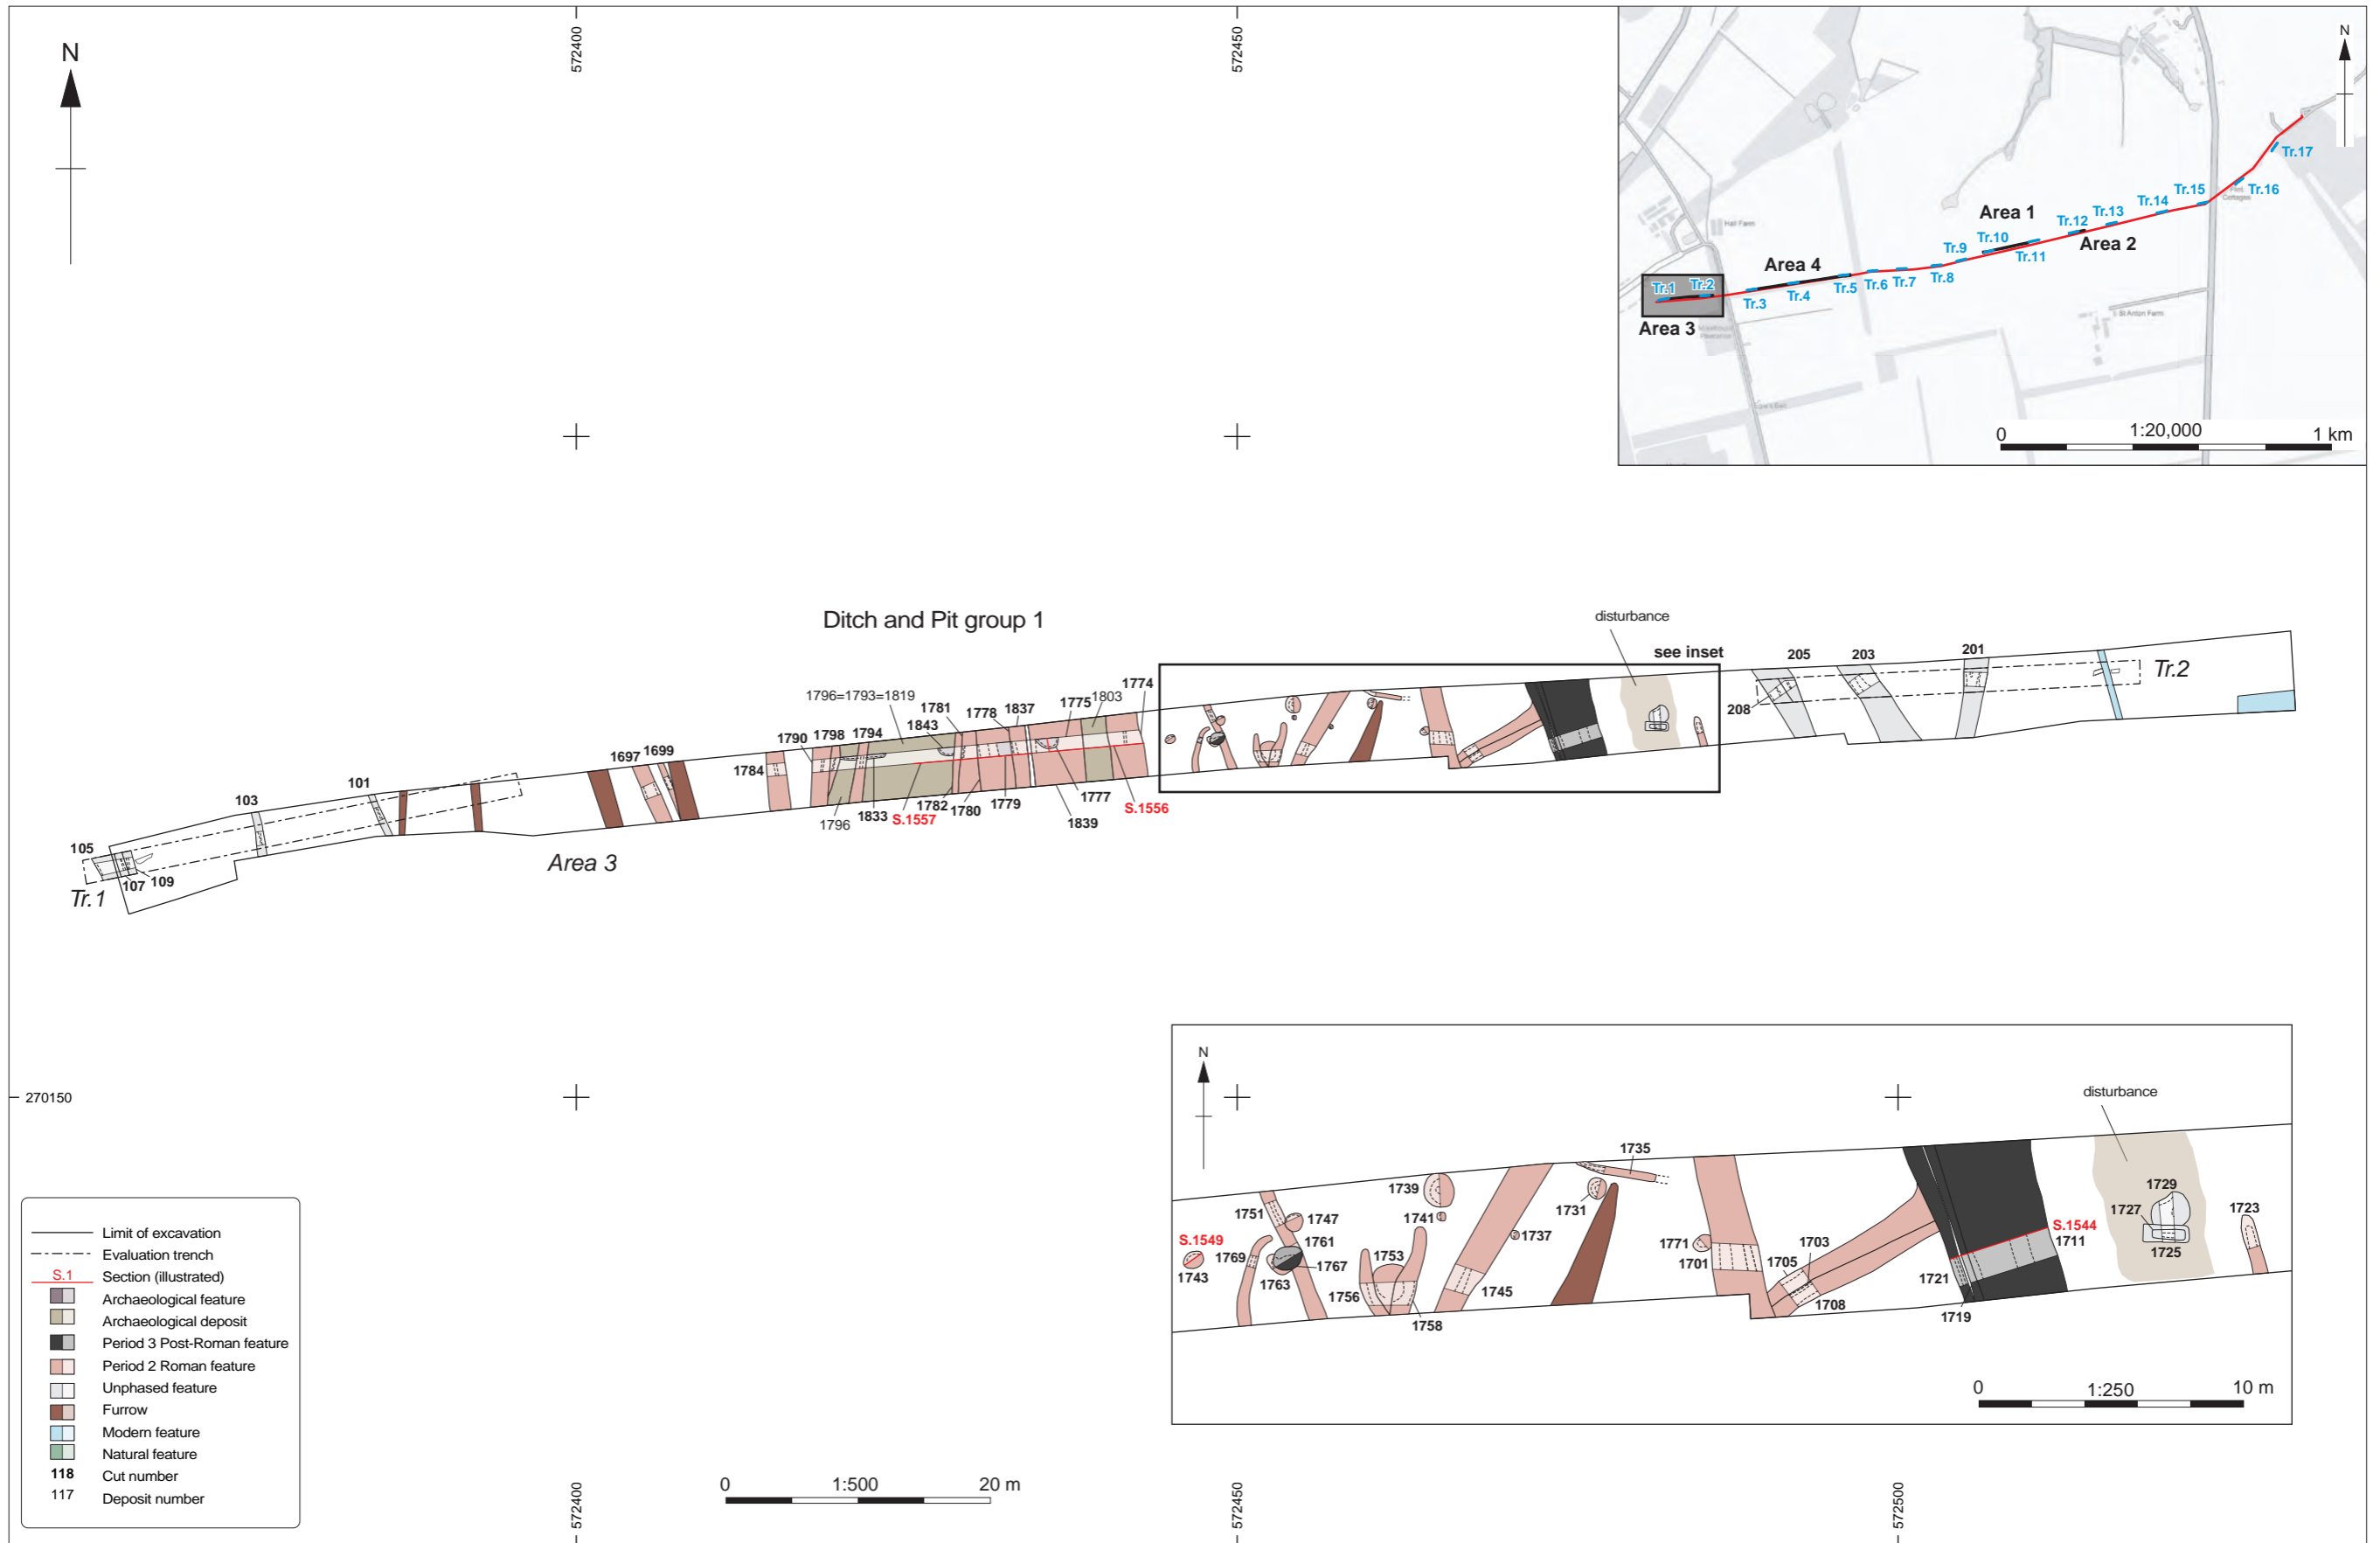 N
572400
572450
N
Tr.17
Tr.16
Tr.15
Tr.14
Tr.13
Tr.12
Area 1
Area 2
Tr.10
Tr.9
Tr.11
Tr.8
Tr.7
Tr.6
Tr.5
Area 4
Tr.4
Tr.3
Tr.1
Tr.2
Area 3
Hall Farm
St Anton Farm
Cottages
0
1:20,000
1 km
Ditch and Pit group 1
disturbance
see inset
205
203
201
Tr.2
208
1774
1796=1793=1819
1775
1803
1781
1778
1837
1843
1790
1798
1794
1697
1699
1784
1782
1780
1779
1777
S.1556
1796
1833
S.1557
1839
101
103
105
107
109
Tr.1
Area 3
270150
N
disturbance
1735
1739
1751
1747
1741
1731
1729
1727
1723
S.1549
1769
1761
1737
S.1544
1753
1771
1703
1711
1743
1763
1767
1705
1701
1725
1756
1745
1721
1758
1708
1719
0
1:250
10 m
Limit of excavation
Evaluation trench
S.1
Section (illustrated)
Archaeological feature
Archaeological deposit
Period 3 Post-Roman feature
Period 2 Roman feature
Unphased feature
Furrow
Modern feature
Natural feature
118
Cut number
117
Deposit number
0
1:500
20 m
572400
572450
572500